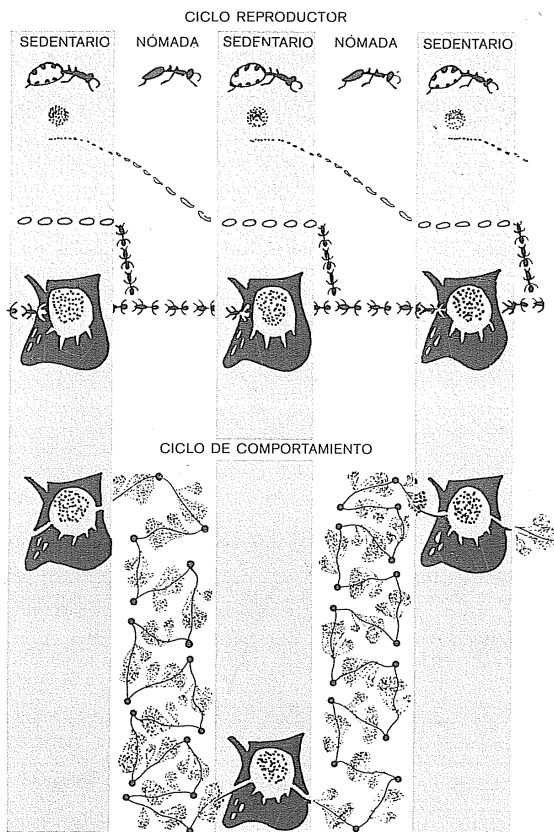 CICLO REPRODUCTOR
SEDENTARIO NÓMADA SEDENTARIO NÓMADA SEDENTARIO
CICLO DE COMPORTAMIENTO